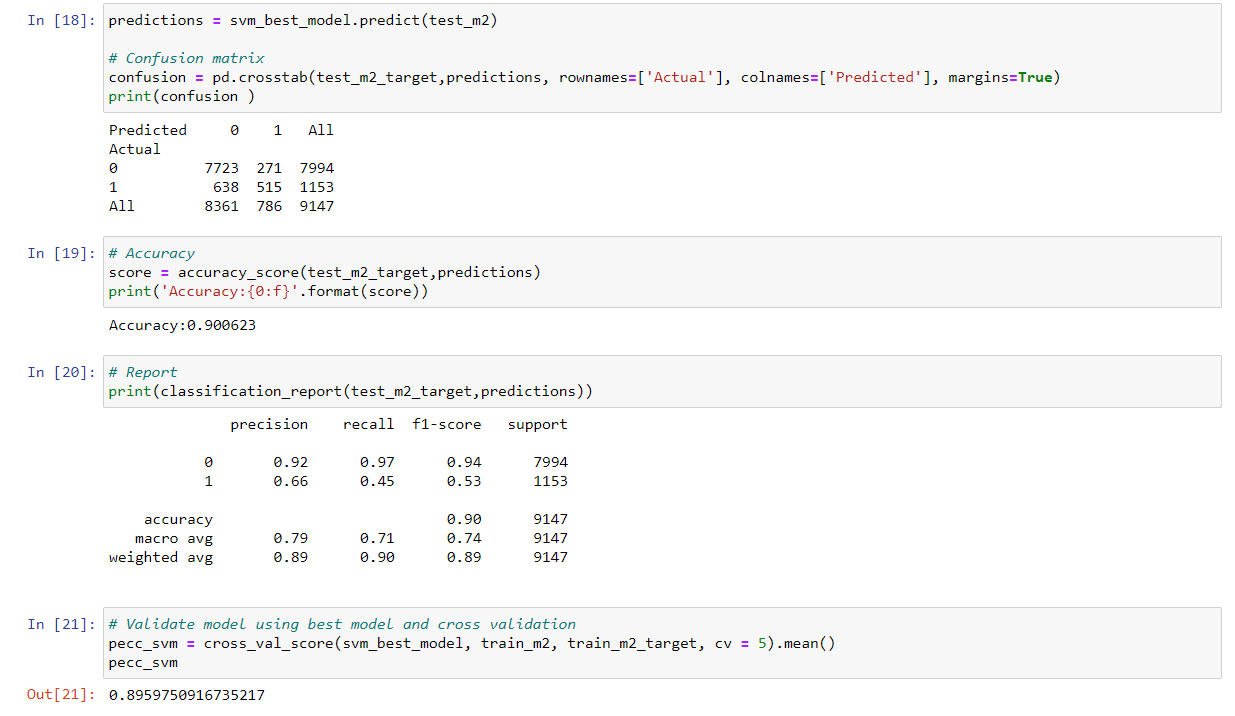 In [18]: predictions = svm_best_model.predict(test_m2)
# Confusion matrix
confusion = pd.crosstab(test_m2_target,predictions, rownames=['Actual'], colnames=['Predicted'], margins=True)
print(confusion )
Predicted     0    1   All
Actual
0          7723  271  7994
1           638  515  1153
All        8361  786  9147
In [19]: # Accuracy
score = accuracy_score(test_m2_target,predictions)
print('Accuracy:{0:f}'.format(score))
Accuracy:0.900623
In [20]: # Report
print(classification_report(test_m2_target,predictions))
              precision    recall  f1-score   support
           0       0.92      0.97      0.94      7994
           1       0.66      0.45      0.53      1153
    accuracy                           0.90      9147
   macro avg       0.79      0.71      0.74      9147
weighted avg       0.89      0.90      0.89      9147
In [21]: # Validate model using best model and cross validation
pecc_svm = cross_val_score(svm_best_model, train_m2, train_m2_target, cv = 5).mean()
pecc_svm
Out[21]: 0.8959750916735217